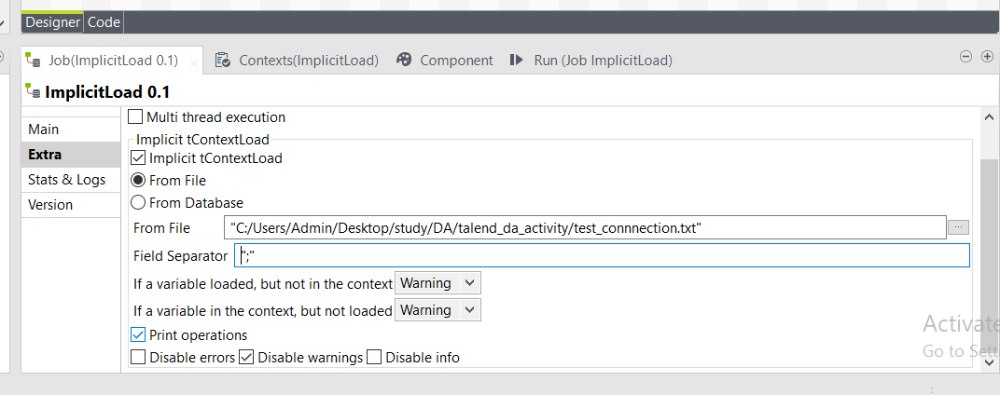 Designer Code
Job(ImplicitLoad 0.1) Contexts(ImplicitLoad) Component Run (Job ImplicitLoad)
ImplicitLoad 0.1
Main
Extra
Stats & Logs
Version
Multi thread execution
Implicit tContextLoad
Implicit tContextLoad
From File
From Database
From File "C:/Users/Admin/Desktop/study/DA/talend_da_activity/test_connnection.txt" ...
Field Separator ";"
If a variable loaded, but not in the context Warning
If a variable in the context, but not loaded Warning
Print operations
Disable errors Disable warnings Disable info
Activate
Go to Sett